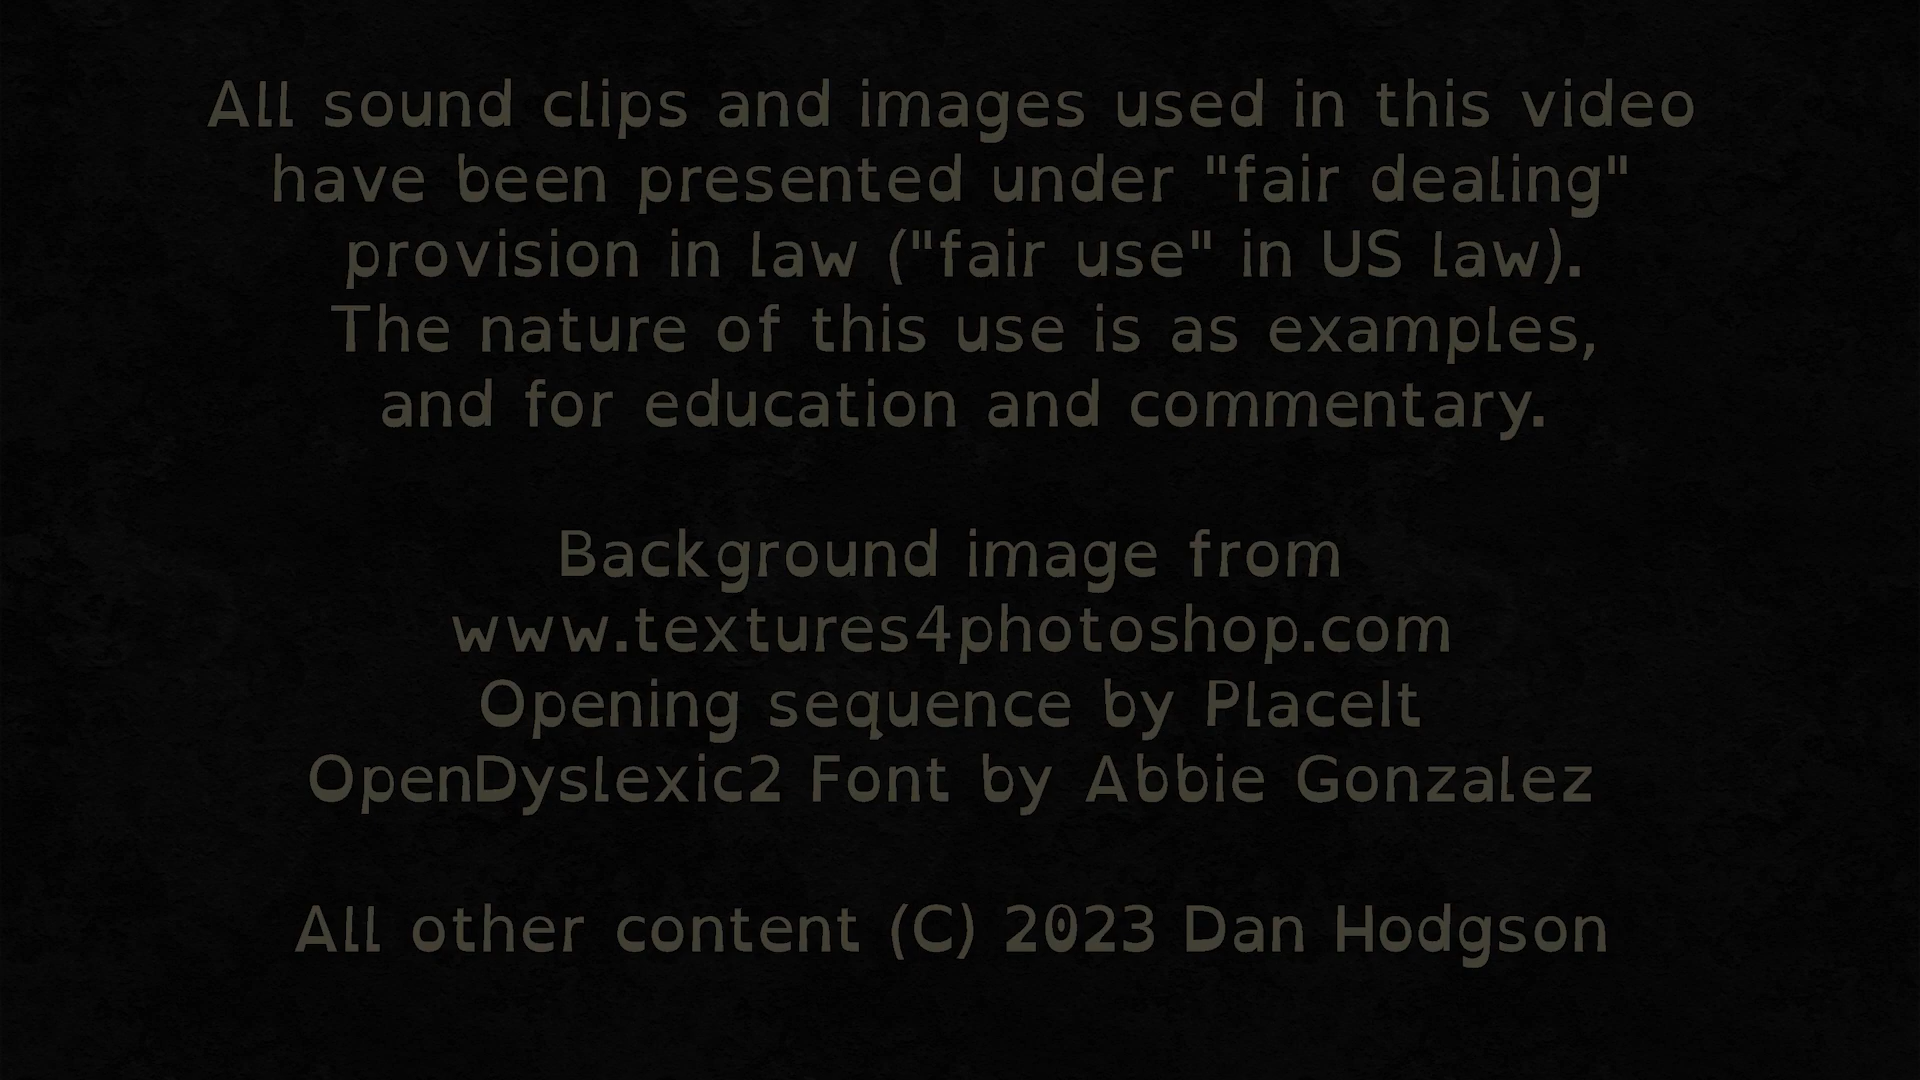 All sound clips and images used in this video
have been presented under "fair dealing"
provision in law ("fair use" in US law).
The nature of this use is as examples,
and for education and commentary.
Background image from
www.textures4photoshop.com
Opening sequence by PlaceIt
OpenDyslexic2 Font by Abbie Gonzalez
All other content (C) 2023 Dan Hodgson